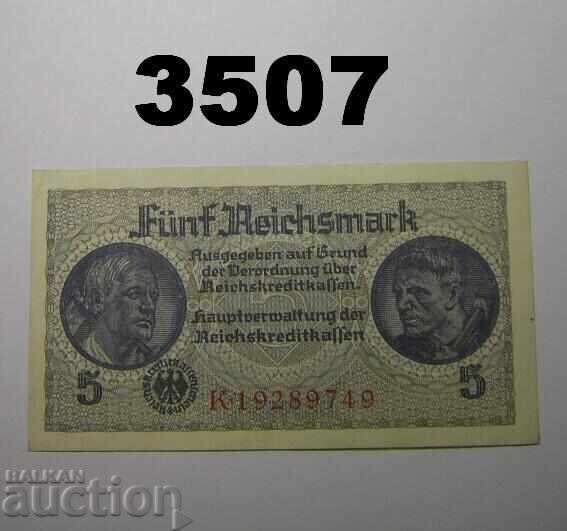 3507
Fünf Reichsmark
Ausgegeben auf Grund
der Verordnung über
Reichskreditkassen.
Hauptverwaltung der
Reichskreditkassen
5
5
K·19289749
BALKAN
auction